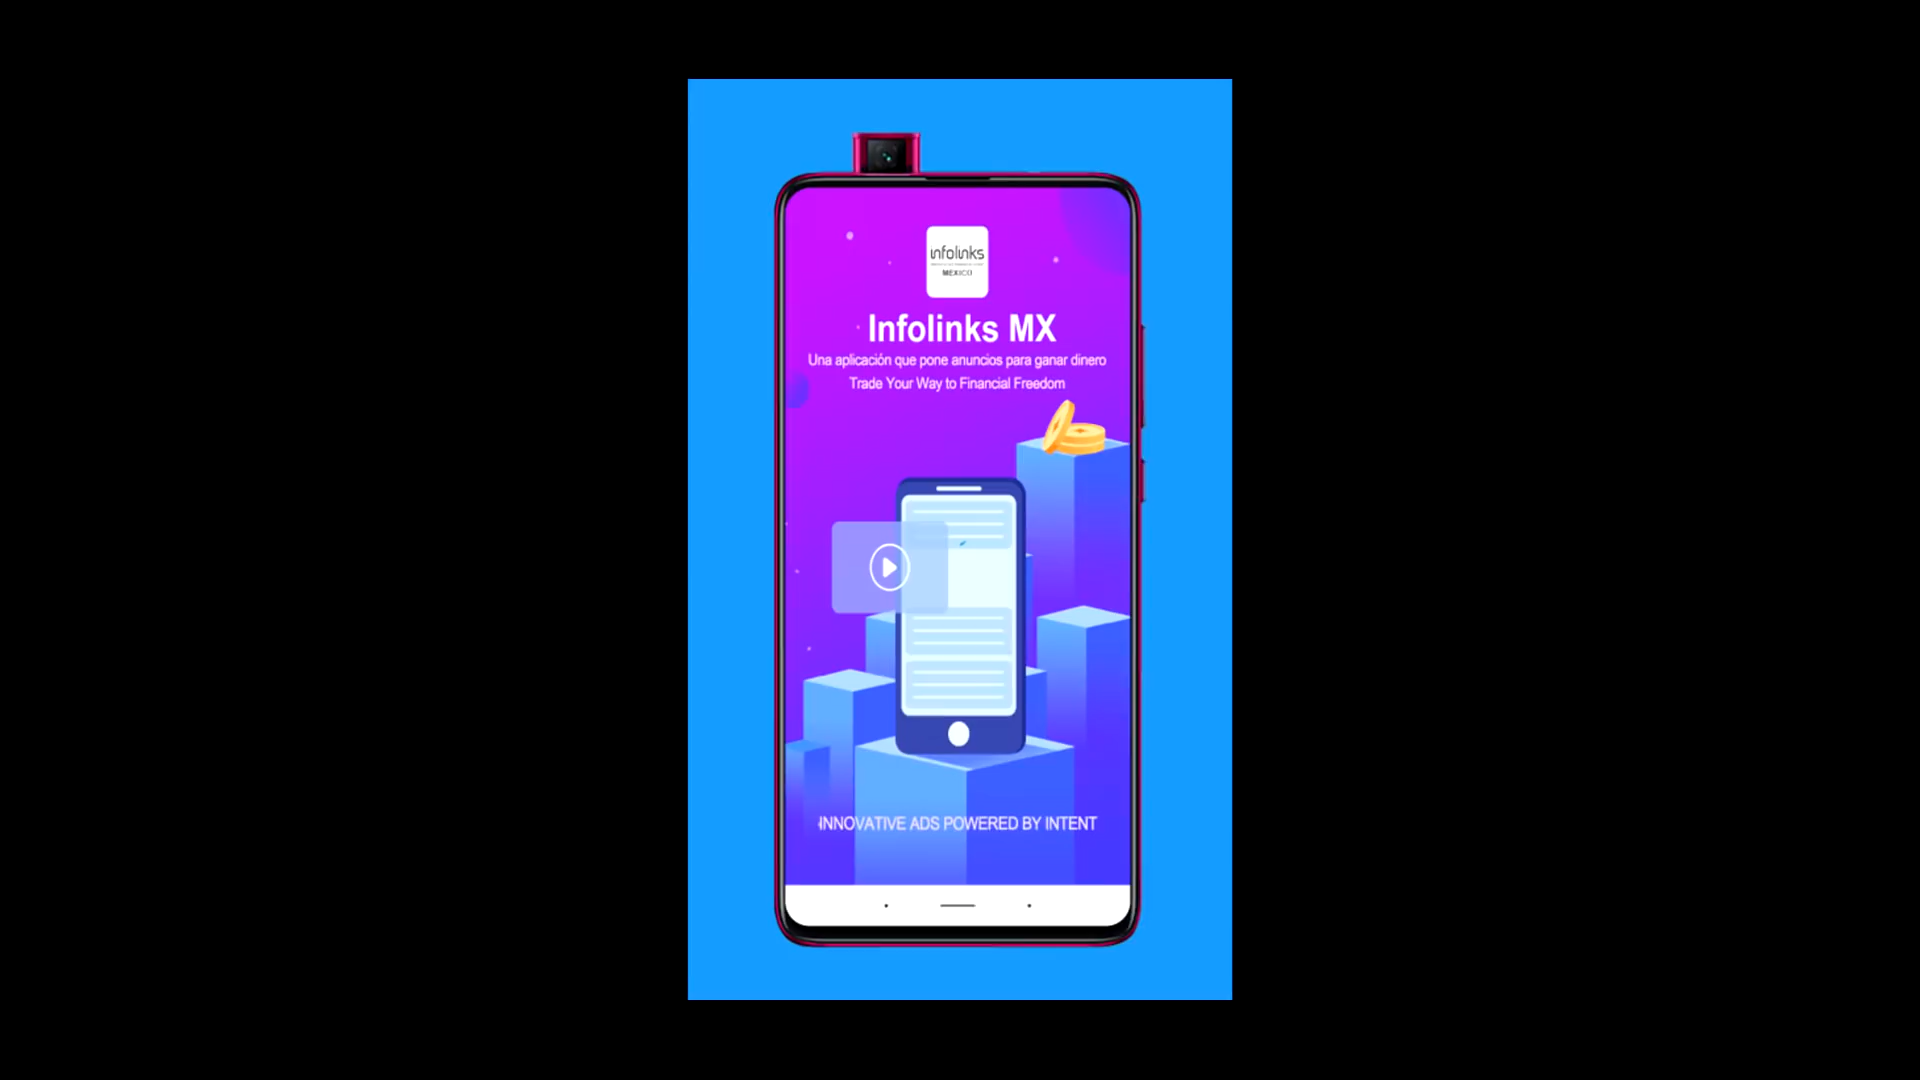 infolinks
MEXICO
Infolinks MX
Una aplicación que pone anuncios para ganar dinero
Trade Your Way to Financial Freedom
INNOVATIVE ADS POWERED BY INTENT